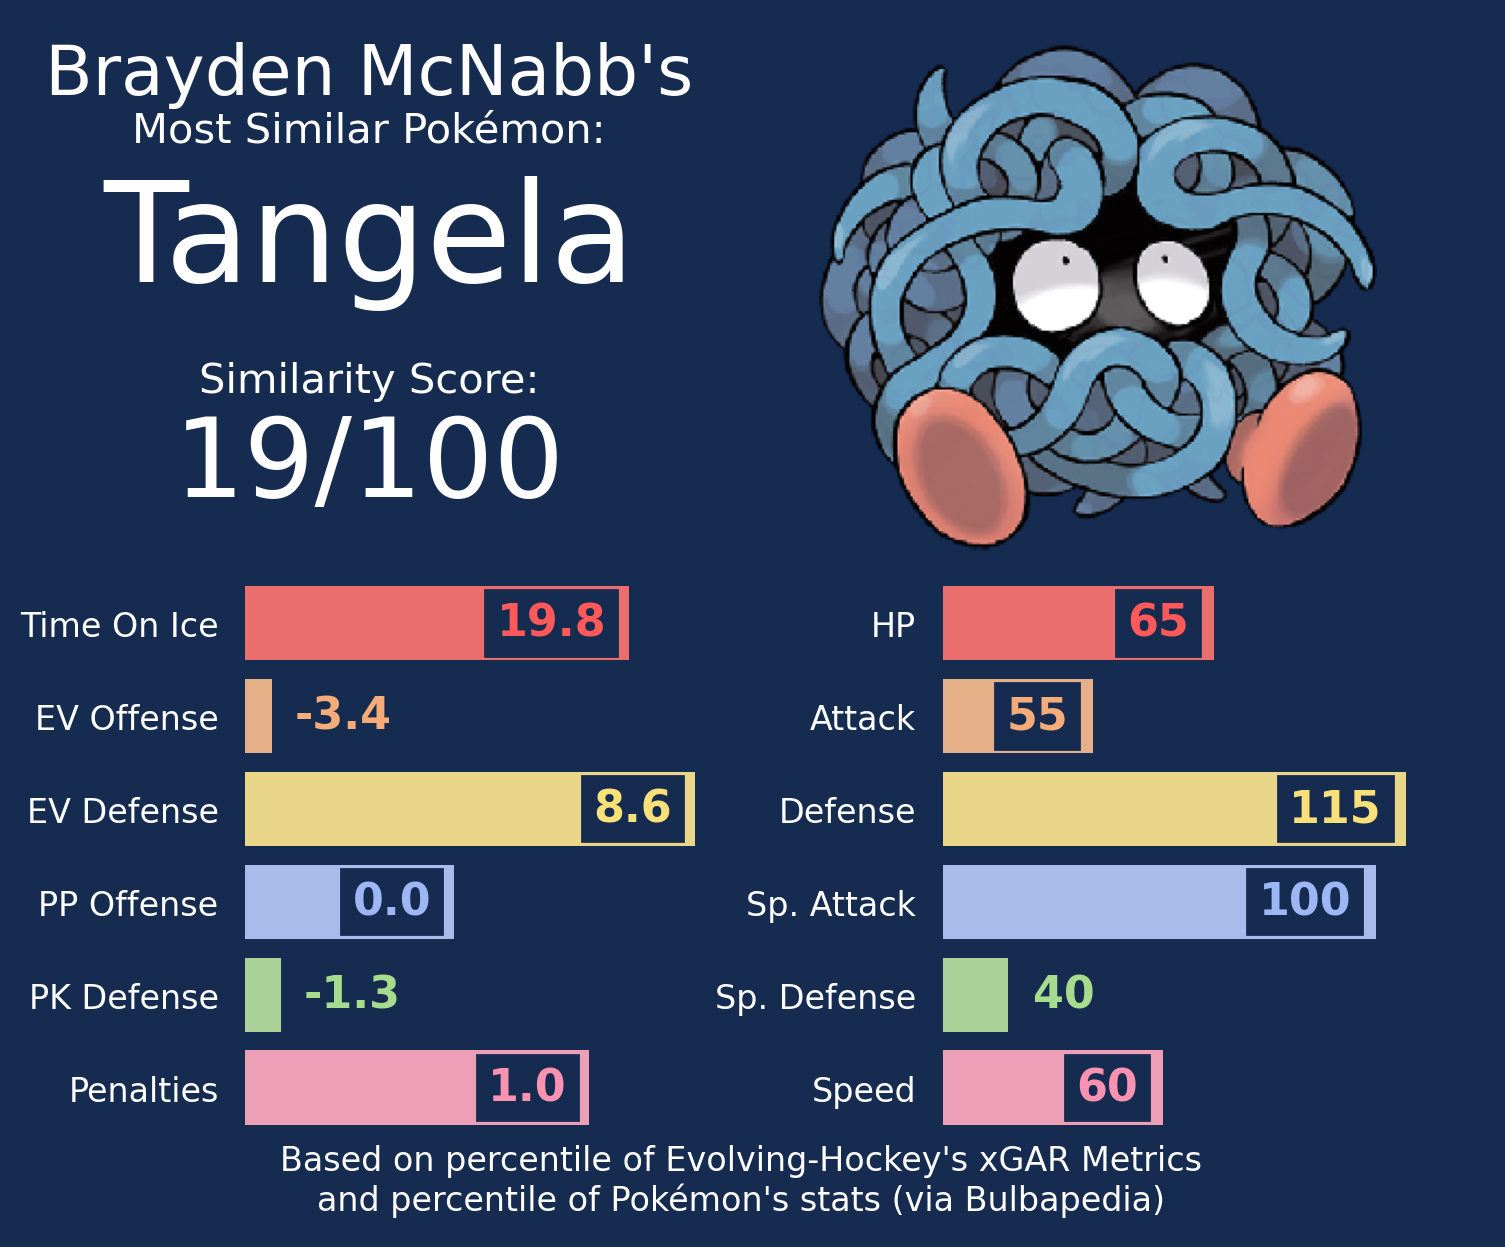 Brayden McNabb's
Most Similar Pokémon:
Tangela
Similarity Score:
19/100
Time On Ice 19.8
EV Offense -3.4
EV Defense 8.6
PP Offense 0.0
PK Defense -1.3
Penalties 1.0
HP 65
Attack 55
Defense 115
Sp. Attack 100
Sp. Defense 40
Speed 60
Based on percentile of Evolving-Hockey's xGAR Metrics
and percentile of Pokémon's stats (via Bulbapedia)